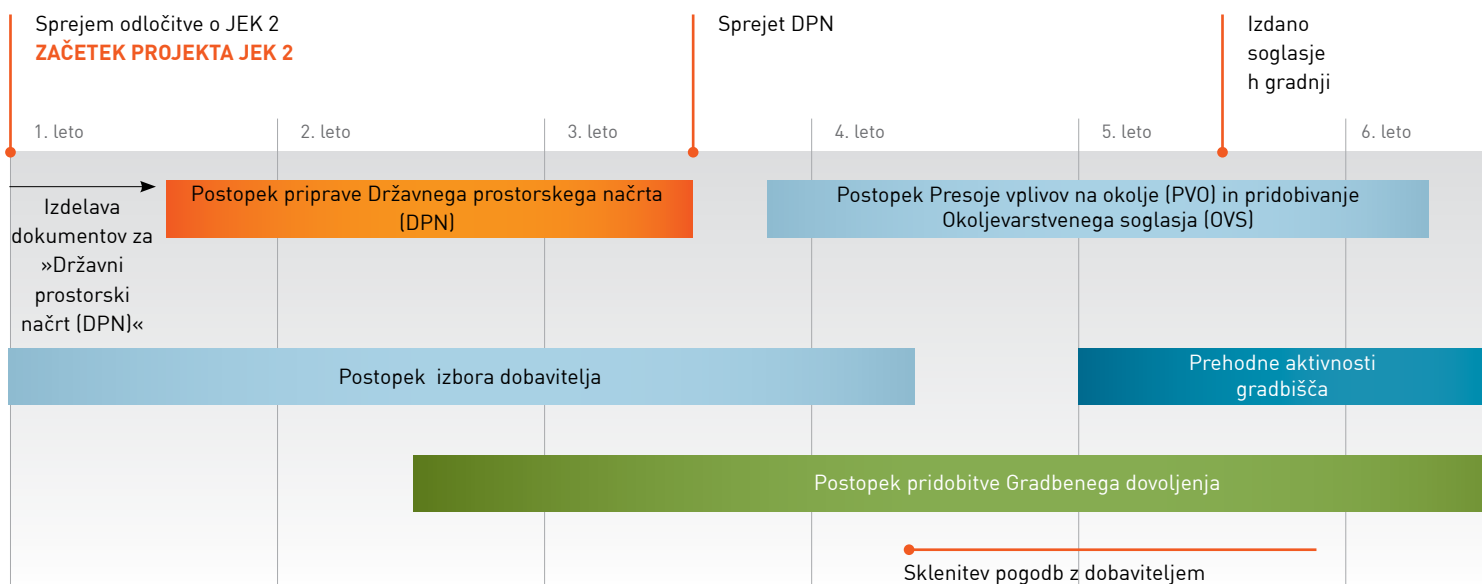 Sprejem odločitve o JEK 2
ZAČETEK PROJEKTA JEK 2
Sprejet DPN
Izdano
soglasje
h gradnji
1. leto
2. leto
3. leto
4. leto
5. leto
6. leto
Izdelava
dokumentov za
»Državni
prostorski
načrt (DPN)«
Postopek priprave Državnega prostorskega načrta
(DPN)
Postopek Presoje vplivov na okolje (PVO) in pridobivanje
Okoljevarstvenega soglasja (OVS)
Postopek izbora dobavitelja
Prehodne aktivnosti
gradbišča
Postopek pridobitve Gradbenega dovoljenja
Sklenitev pogodb z dobaviteljem